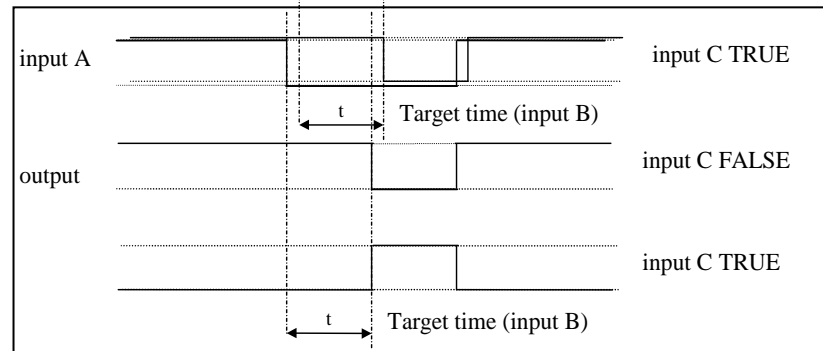 input A
input C TRUE
t
Target time (input B)
input C FALSE
output
input C TRUE
t
Target time (input B)